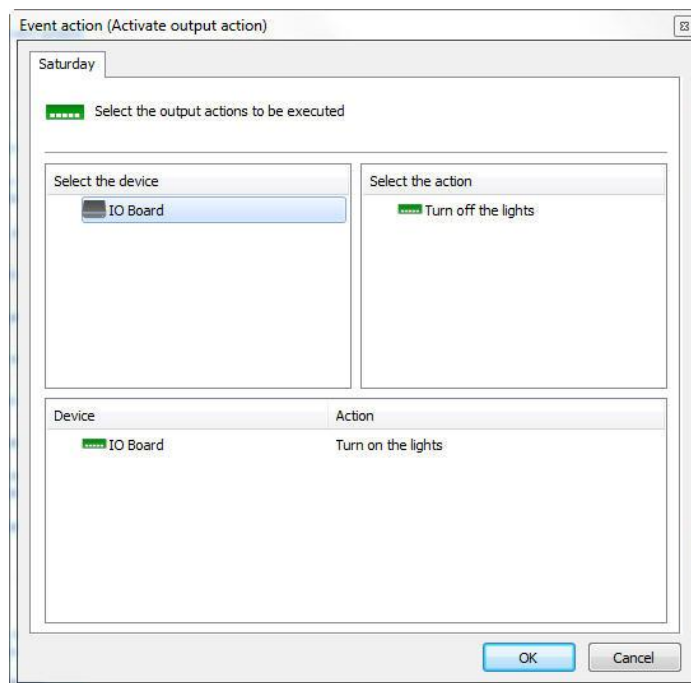 Event action (Activate output action)
Saturday
Select the output actions to be executed
Select the device
Select the action
IO Board
Turn off the lights
Device Action
IO Board Turn on the lights
OK Cancel